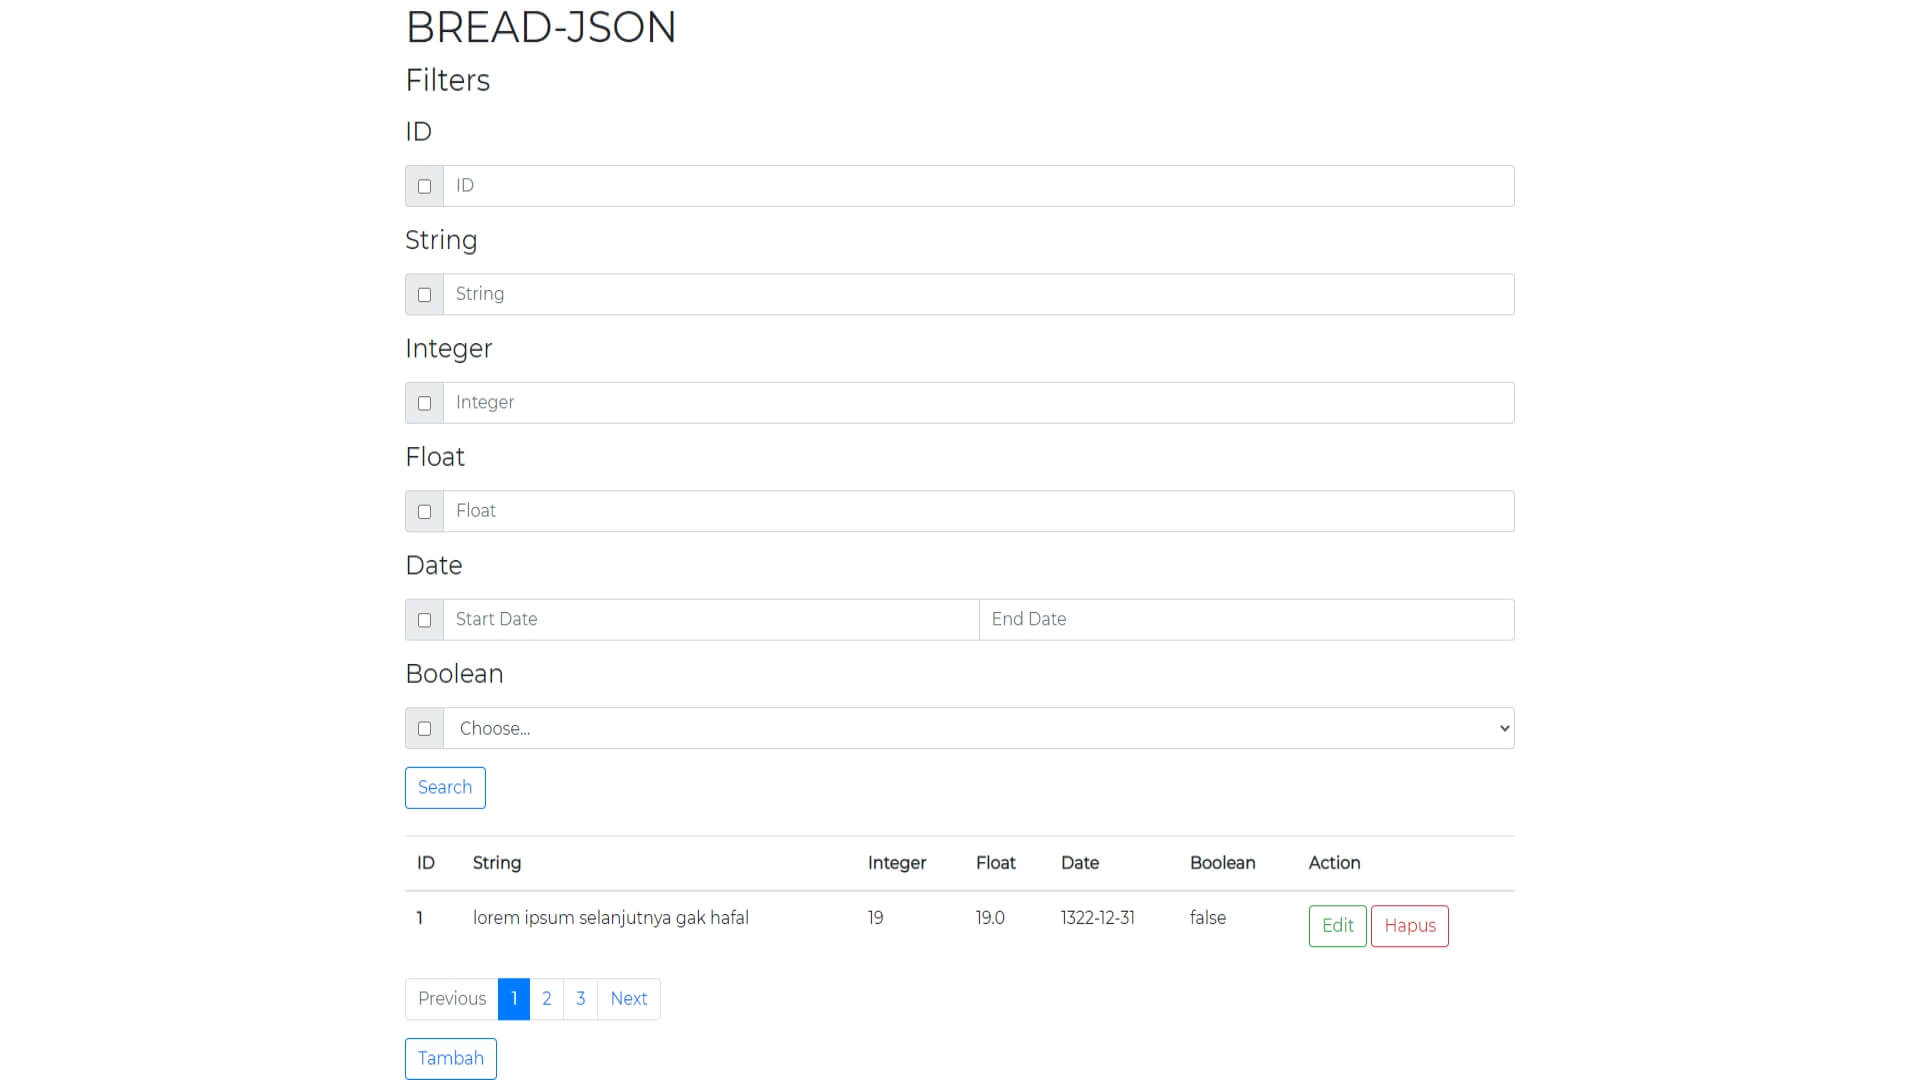 BREAD-JSON
Filters
ID
ID
String
String
Integer
Integer
Float
Float
Date
Start Date End Date
Boolean
Choose...
Search
ID String Integer Float Date Boolean Action
1 lorem ipsum selanjutnya gak hafal 19 19.0 1322-12-31 false Edit Hapus
Previous 1 2 3 Next
Tambah